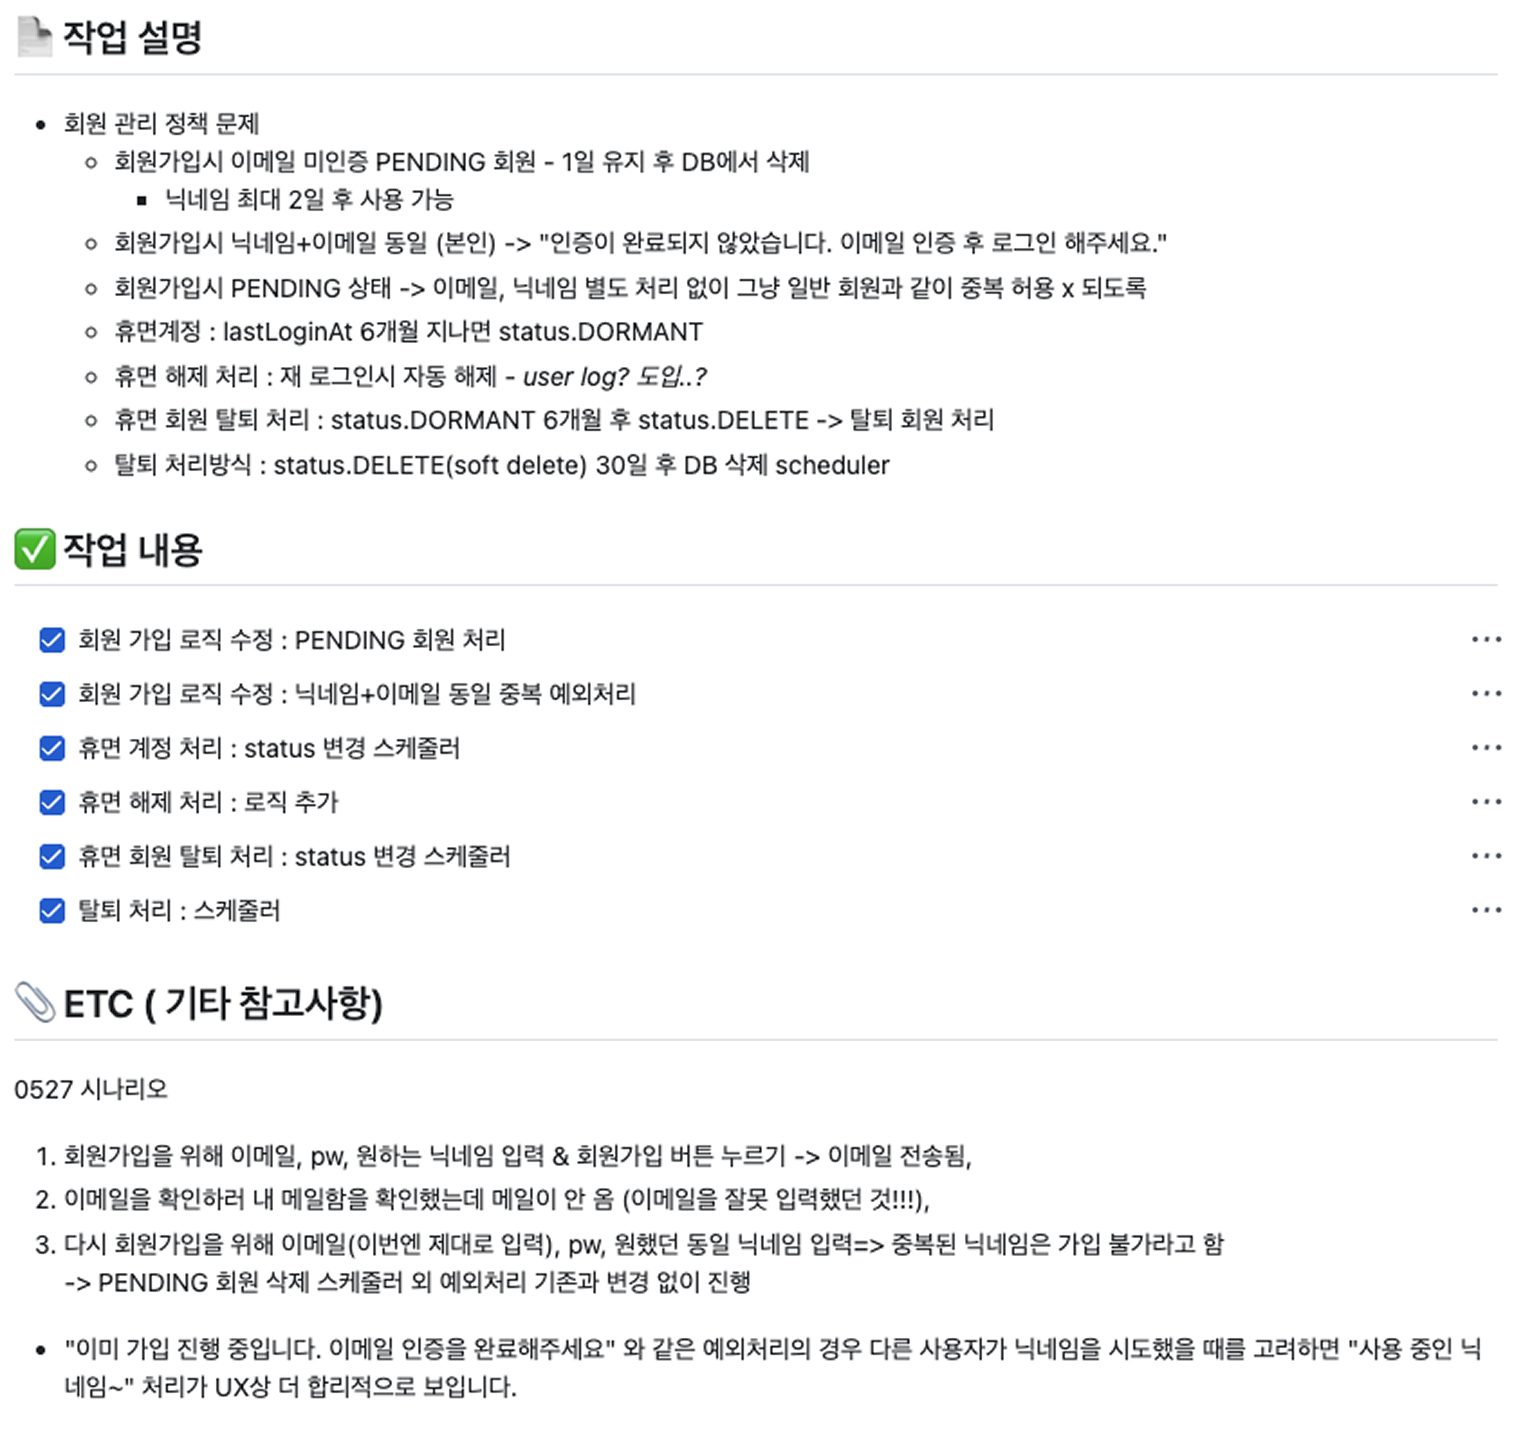 작업 설명
회원 관리 정책 문제
회원가입시 이메일 미인증 PENDING 회원 - 1일 유지 후 DB에서 삭제
닉네임 최대 2일 후 사용 가능
회원가입시 닉네임+이메일 동일 (본인) -> "인증이 완료되지 않았습니다. 이메일 인증 후 로그인 해주세요."
회원가입시 PENDING 상태 -> 이메일, 닉네임 별도 처리 없이 그냥 일반 회원과 같이 중복 허용 x 되도록
휴면계정 : lastLoginAt 6개월 지나면 status.DORMANT
휴면 해제 처리 : 재 로그인시 자동 해제 - user log? 도입..?
휴면 회원 탈퇴 처리 : status.DORMANT 6개월 후 status.DELETE -> 탈퇴 회원 처리
탈퇴 처리방식 : status.DELETE(soft delete) 30일 후 DB 삭제 scheduler
작업 내용
회원 가입 로직 수정 : PENDING 회원 처리
회원 가입 로직 수정 : 닉네임+이메일 동일 중복 예외처리
휴면 계정 처리 : status 변경 스케줄러
휴면 해제 처리 : 로직 추가
휴면 회원 탈퇴 처리 : status 변경 스케줄러
탈퇴 처리 : 스케줄러
ETC ( 기타 참고사항)
0527 시나리오
1. 회원가입을 위해 이메일, pw, 원하는 닉네임 입력 & 회원가입 버튼 누르기 -> 이메일 전송됨,
2. 이메일을 확인하러 내 메일함을 확인했는데 메일이 안 옴 (이메일을 잘못 입력했던 것!!!),
3. 다시 회원가입을 위해 이메일(이번엔 제대로 입력), pw, 원했던 동일 닉네임 입력=> 중복된 닉네임은 가입 불가라고 함
-> PENDING 회원 삭제 스케줄러 외 예외처리 기존과 변경 없이 진행
"이미 가입 진행 중입니다. 이메일 인증을 완료해주세요" 와 같은 예외처리의 경우 다른 사용자가 닉네임을 시도했을 때를 고려하면 "사용 중인 닉
네임~" 처리가 UX상 더 합리적으로 보입니다.